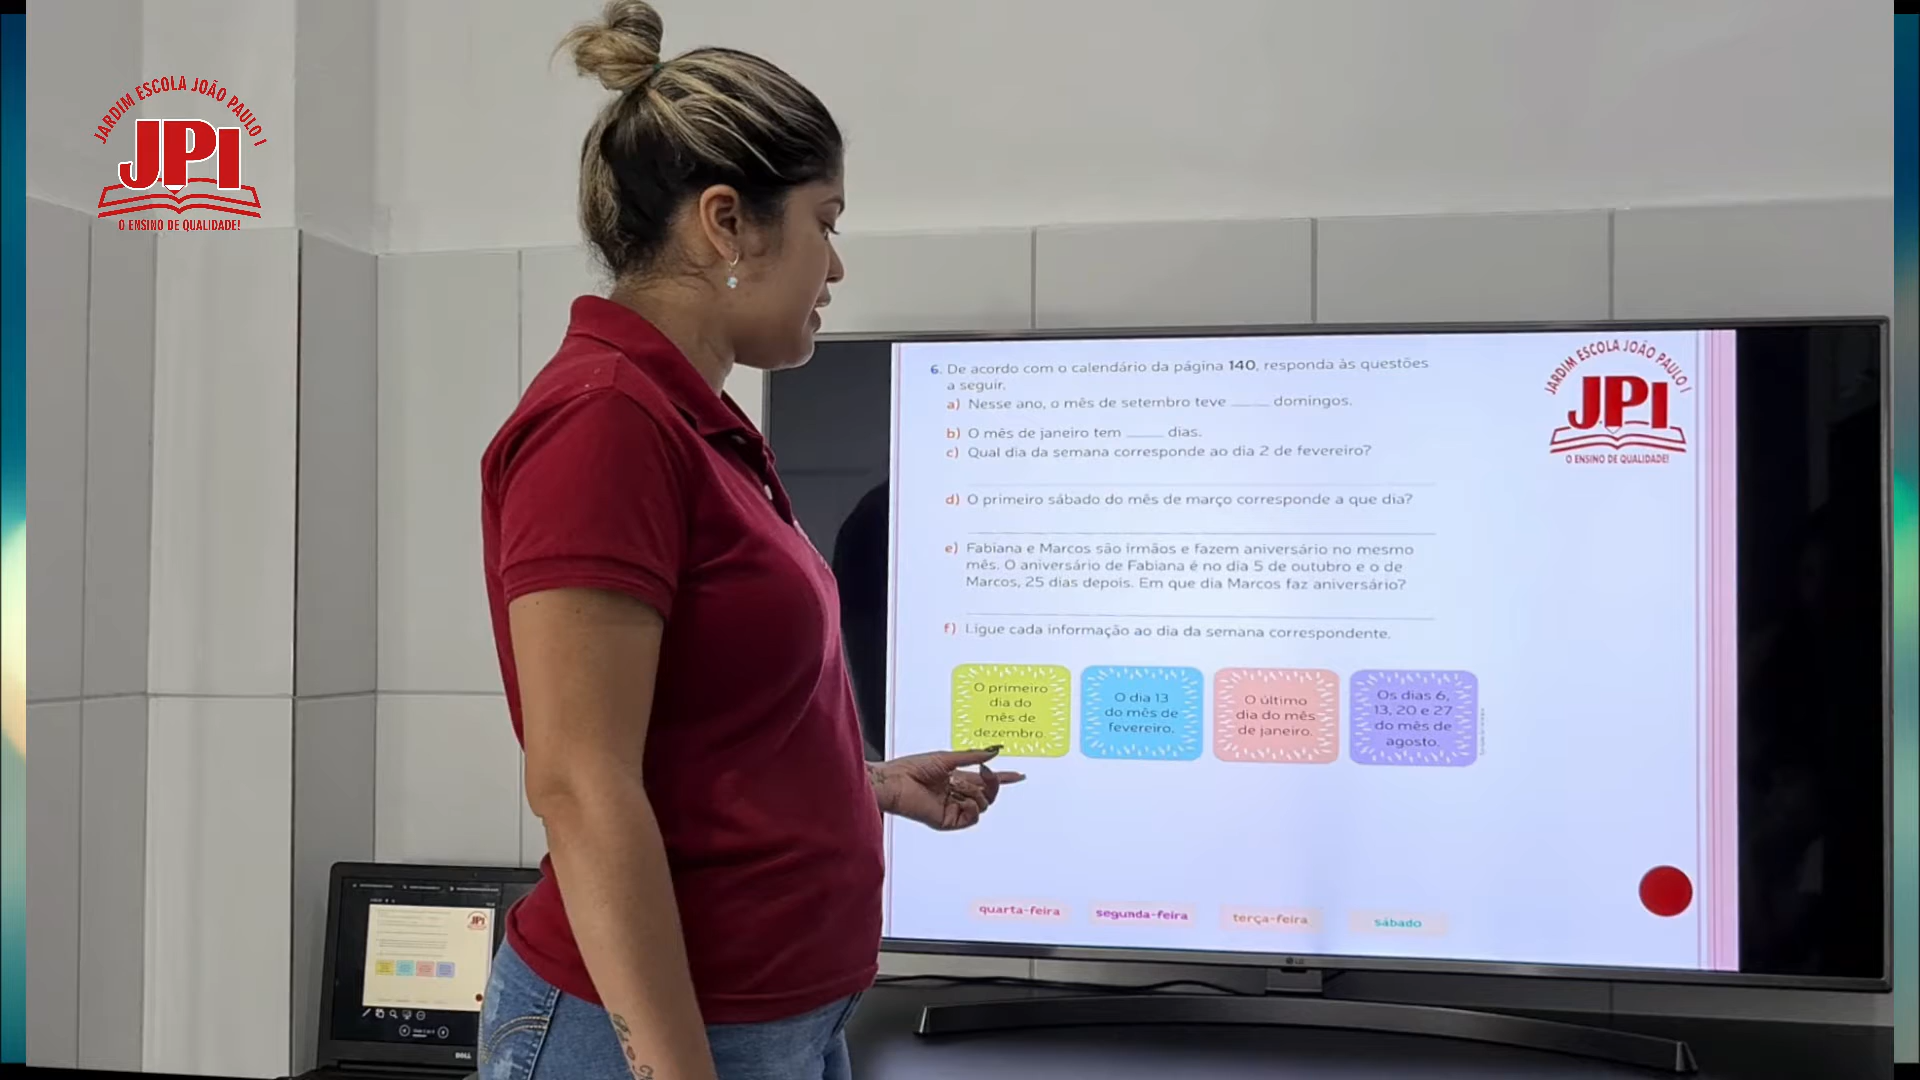 JARDIM ESCOLA JOÃO PAULO I
JPI
O ENSINO DE QUALIDADE!
6. De acordo com o calendário da página 140, responda às questões
a seguir.
a) Nesse ano, o mês de setembro teve _____ domingos.
b) O mês de janeiro tem _____ dias.
c) Qual dia da semana corresponde ao dia 2 de fevereiro?
d) O primeiro sábado do mês de março corresponde a que dia?
e) Fabiana e Marcos são irmãos e fazem aniversário no mesmo
mês. O aniversário de Fabiana é no dia 5 de outubro e o de
Marcos, 25 dias depois. Em que dia Marcos faz aniversário?
f) Ligue cada informação ao dia da semana correspondente.
O primeiro
dia do
mês de
dezembro.
O dia 13
do mês de
fevereiro.
O último
dia do mês
de janeiro.
Os dias 6,
13, 20 e 27
do mês de
agosto.
quarta-feira
segunda-feira
terça-feira
sábado
JARDIM ESCOLA JOÃO PAULO I
JPI
O ENSINO DE QUALIDADE!
LG
DELL